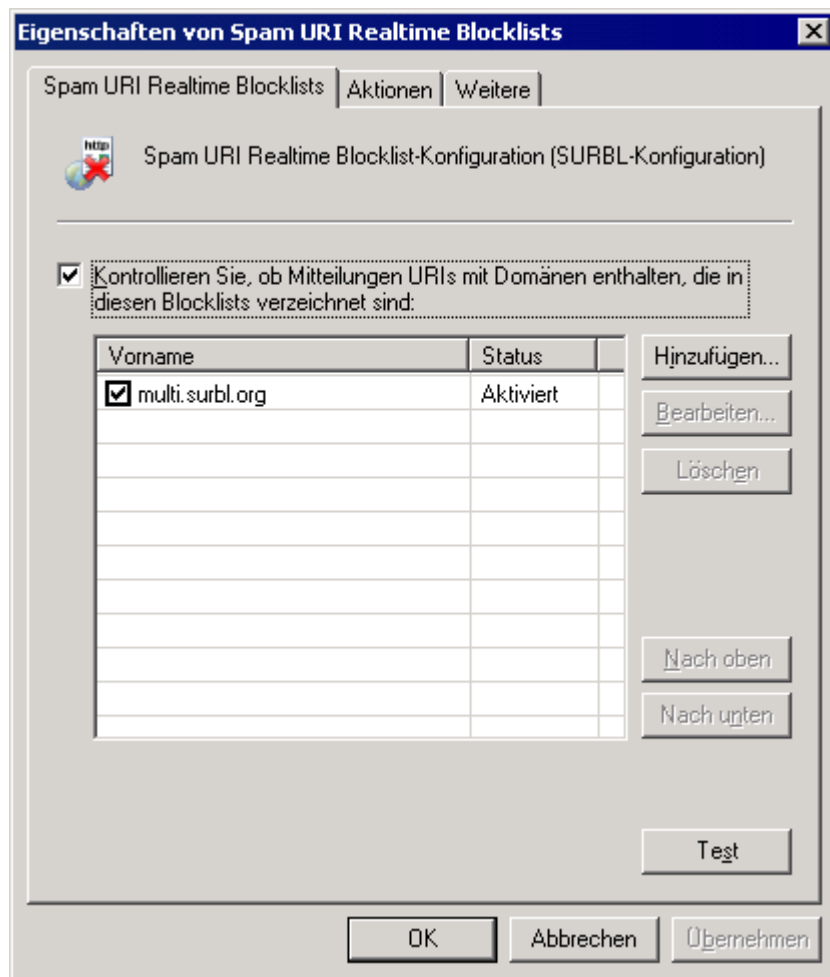 Eigenschaften von Spam URI Realtime Blocklists
Spam URI Realtime Blocklists
Aktionen
Weitere
http
Spam URI Realtime Blocklist-Konfiguration (SURBL-Konfiguration)
Kontrollieren Sie, ob Mitteilungen URIs mit Domänen enthalten, die in
diesen Blocklists verzeichnet sind:
Vorname
Status
multi.surbl.org
Aktiviert
Hinzufügen...
Bearbeiten...
Löschen
Nach oben
Nach unten
Test
OK
Abbrechen
Übernehmen